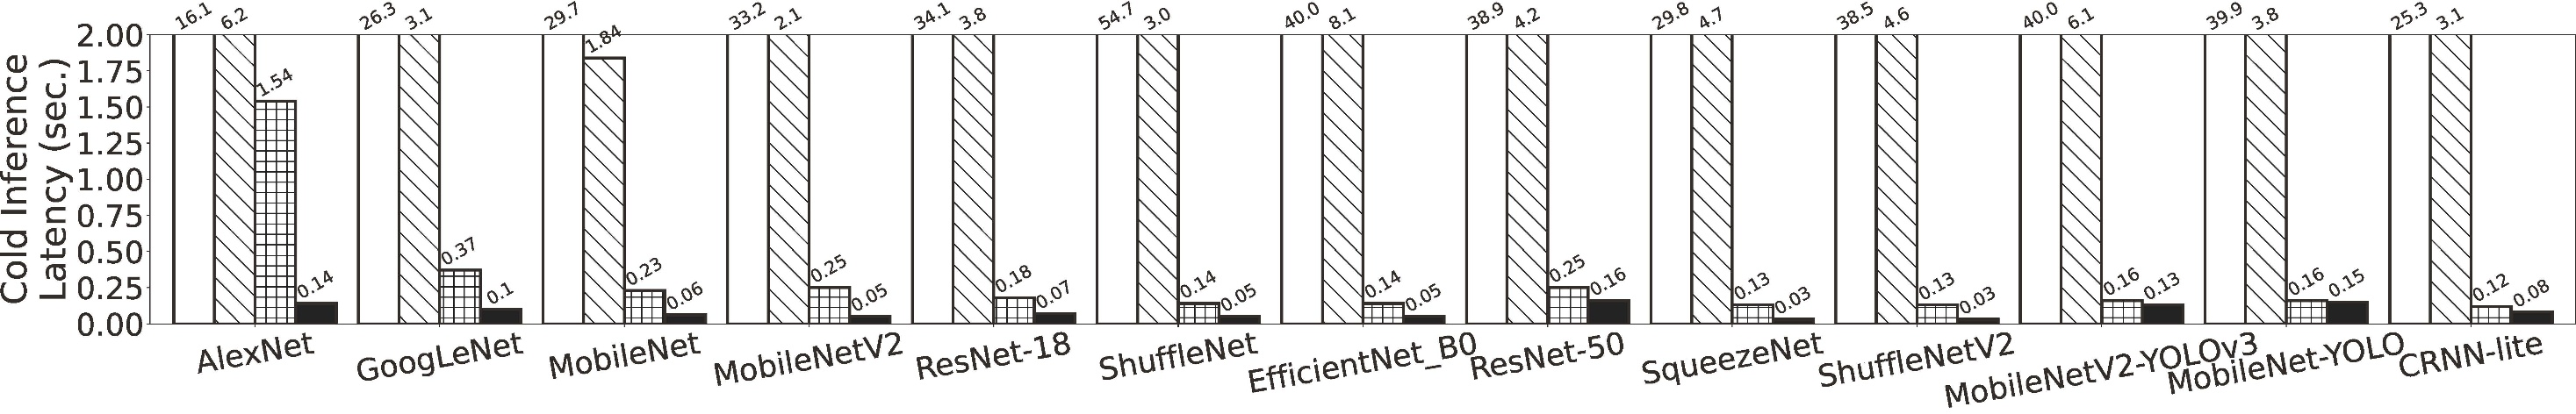 16.1 6.2 26.3 3.1 29.7 33.2 2.1 34.1 3.8 54.7 3.0 40.0 8.1 38.9 4.2 29.8 4.7 38.5 4.6 40.0 6.1 39.9 3.8 25.3 3.1
Cold Inference
Latency (sec.)
2.00
1.75
1.50
1.25
1.00
0.75
0.50
0.25
0.00
1.54 0.14
0.37 0.1
1.84 0.23 0.06
0.25 0.05
0.18 0.07
0.14 0.05
0.14 0.05
0.25 0.16
0.13 0.03
0.13 0.03
0.16 0.13
0.16 0.15
0.12 0.08
AlexNet
GoogLeNet
MobileNet
MobileNetV2
ResNet-18
ShuffleNet
EfficientNet_B0
ResNet-50
SqueezeNet
ShuffleNetV2
MobileNetV2-YOLOv3
MobileNet-YOLO
CRNN-lite